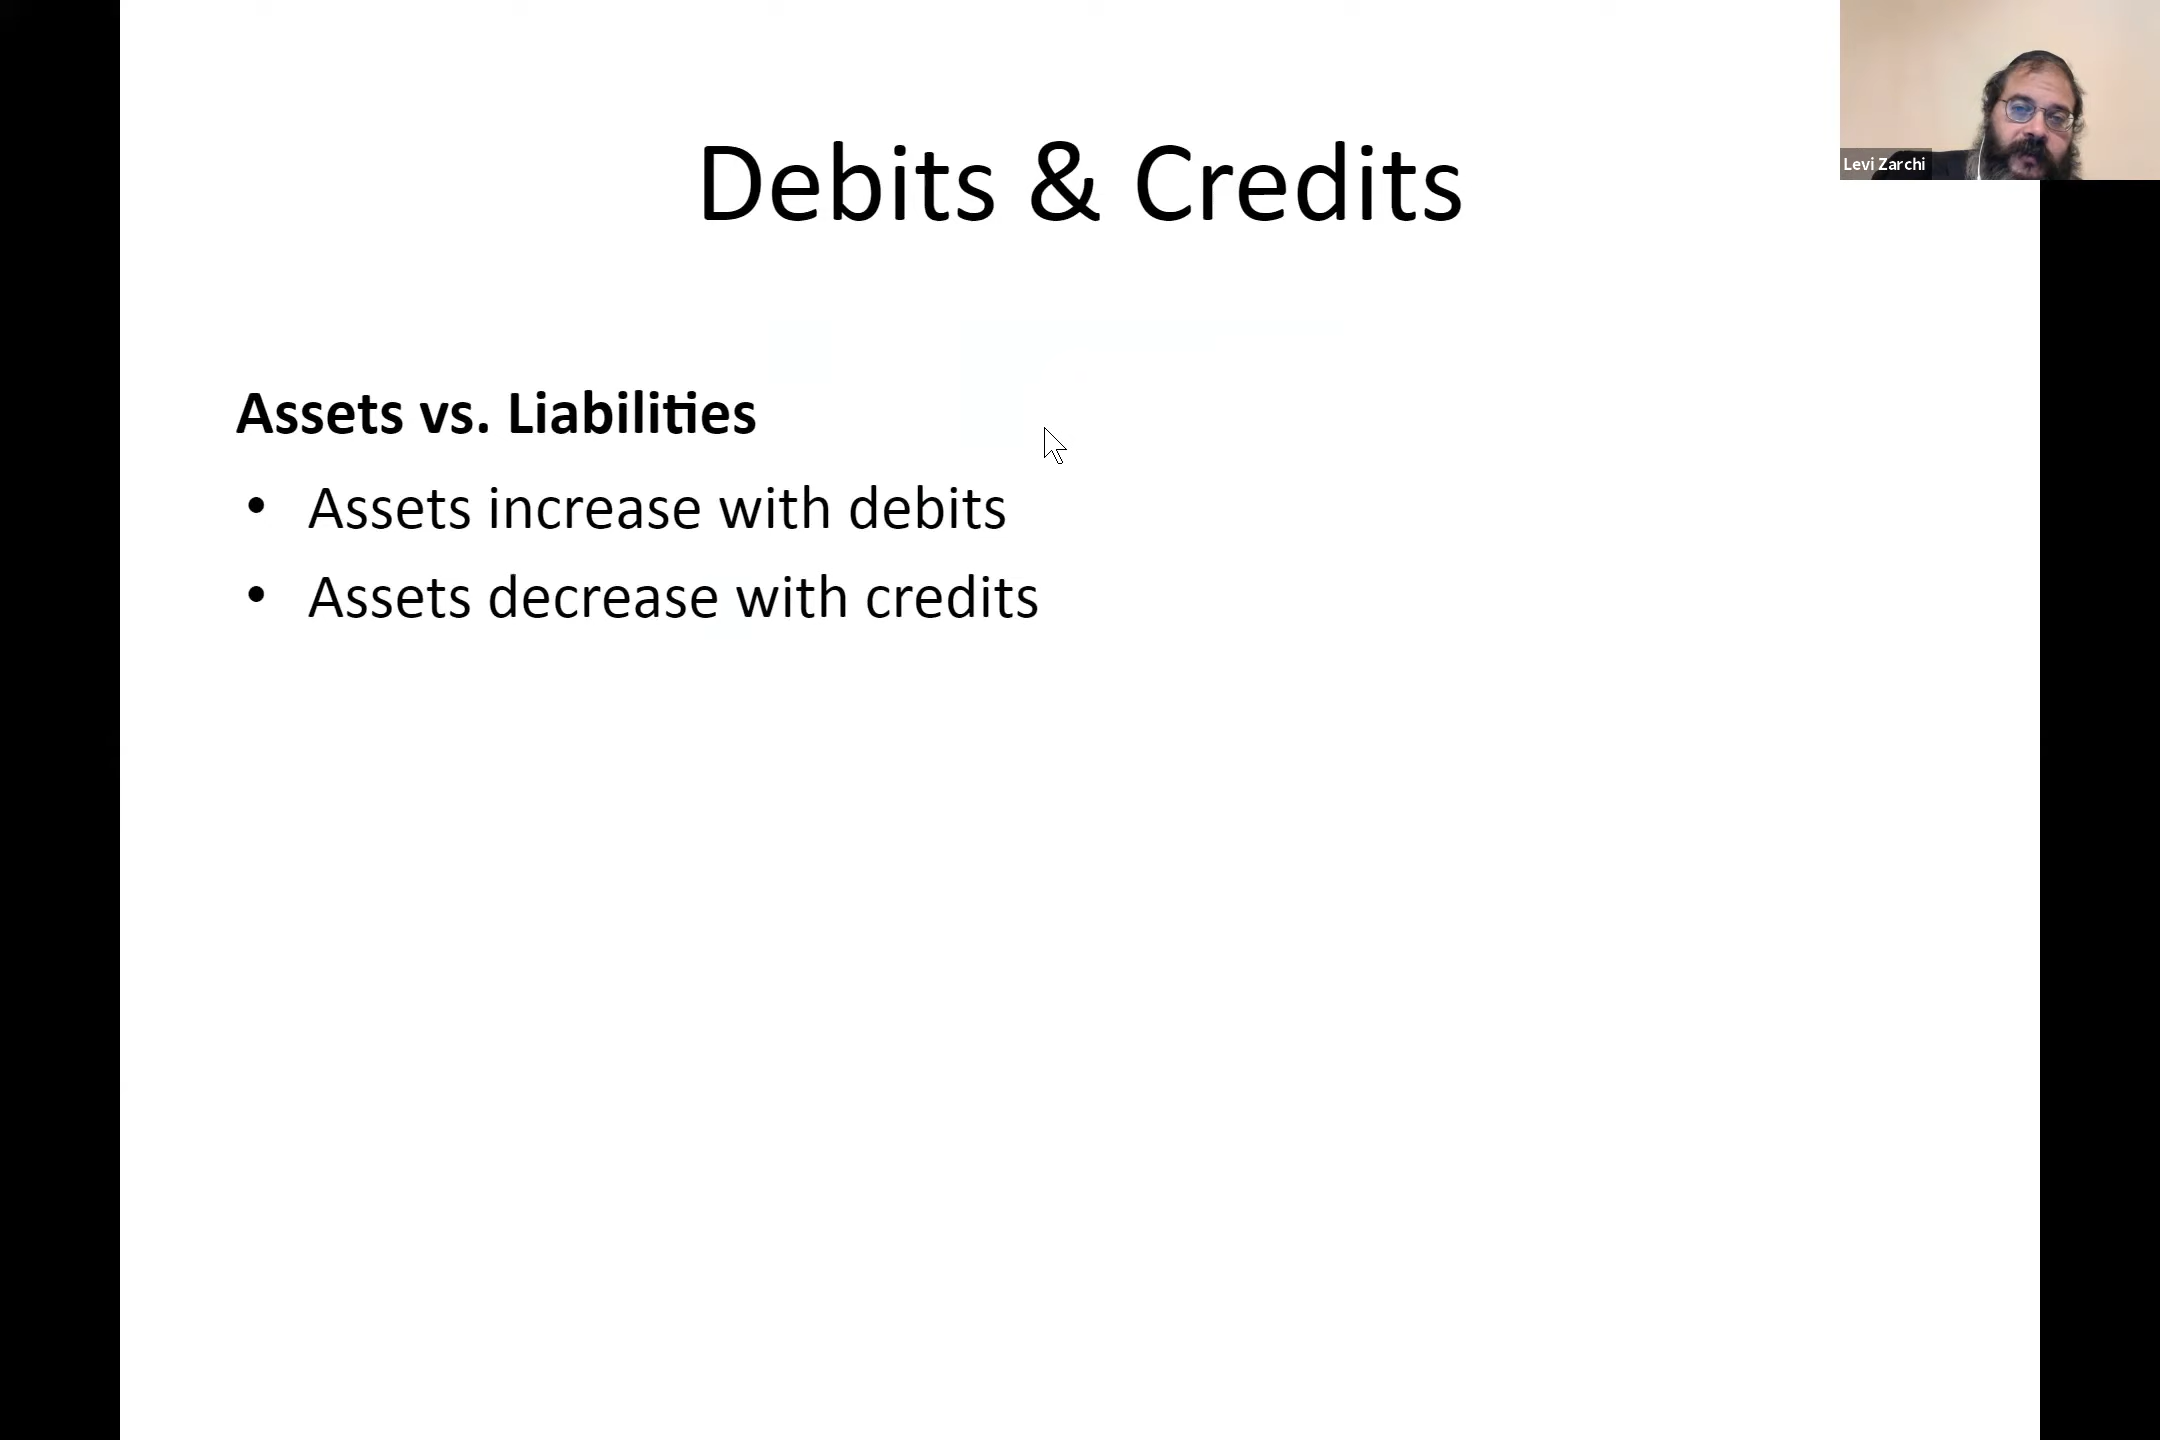 Debits & Credits
Levi Zarchi
Assets vs. Liabilities
• Assets increase with debits
• Assets decrease with credits